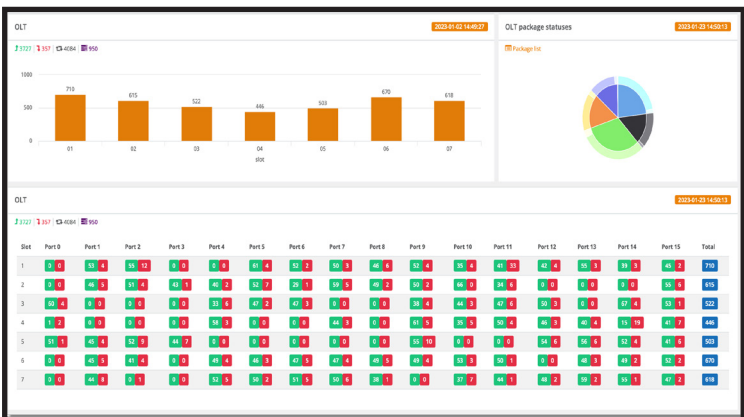 OLT 2023-01-02 14:49:27
3727 357 4084 950
1000
500
0
710 615 522 446 503 670 618
01 02 03 04 05 06 07
slot
OLT package statuses 2023-01-23 14:50:13
Package list
OLT 2023-01-23 14:50:13
3727 357 4084 950
Slot Port 0 Port 1 Port 2 Port 3 Port 4 Port 5 Port 6 Port 7 Port 8 Port 9 Port 10 Port 11 Port 12 Port 13 Port 14 Port 15 Total
1 0 0 53 4 55 12 0 0 0 0 61 4 52 2 50 3 46 6 52 4 35 4 41 33 42 4 55 3 39 3 45 2 710
2 0 0 46 5 51 4 43 1 40 2 52 7 28 1 59 5 49 2 50 2 66 0 34 6 0 0 0 0 0 0 55 6 615
3 60 4 0 0 0 0 0 0 33 6 47 2 47 3 0 0 0 0 38 4 44 3 47 6 50 3 0 0 67 4 53 1 522
4 1 2 0 0 0 0 0 0 58 3 0 0 0 0 44 3 0 0 61 5 35 5 50 4 46 3 40 4 15 19 41 7 446
5 51 1 45 4 52 9 44 7 0 0 0 0 0 0 0 0 0 0 55 10 0 0 0 0 54 6 56 6 52 4 41 6 503
6 0 0 45 5 41 4 0 0 49 4 46 3 47 5 47 4 49 5 49 4 53 3 50 1 0 0 48 3 49 2 52 2 670
7 0 0 44 8 0 1 0 0 52 5 50 2 51 5 50 6 38 1 0 0 37 7 44 1 48 2 59 2 55 1 47 2 618